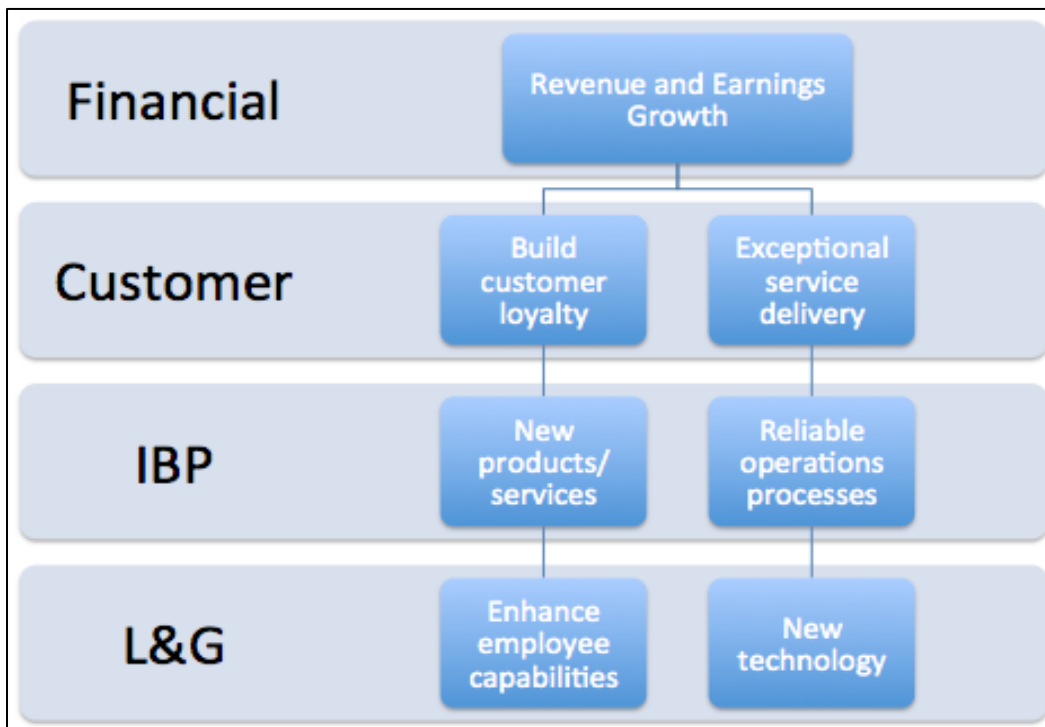 Financial
Revenue and Earnings
Growth
Customer
Build
customer
loyalty
Exceptional
service
delivery
IBP
New
products/
services
Reliable
operations
processes
L&G
Enhance
employee
capabilities
New
technology